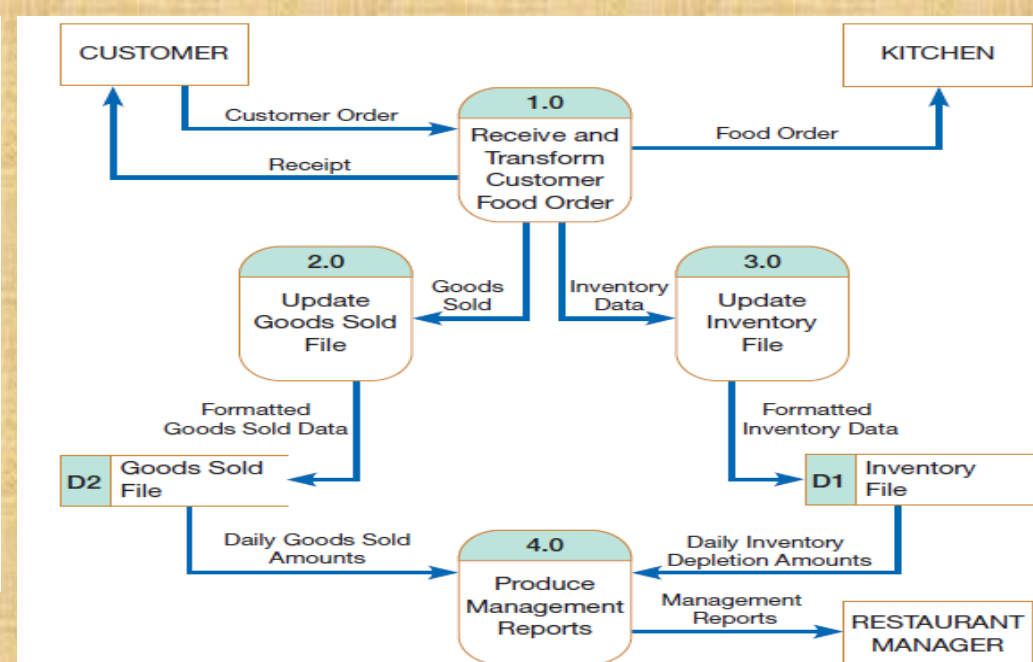 CUSTOMER
KITCHEN
1.0
Customer Order
Receive and
Transform
Customer
Food Order
Food Order
Receipt
2.0
Goods
Sold
Inventory
Data
3.0
Update
Goods Sold
File
Update
Inventory
File
Formatted
Goods Sold Data
Formatted
Inventory Data
D2
Goods Sold
File
D1
Inventory
File
Daily Goods Sold
Amounts
4.0
Daily Inventory
Depletion Amounts
Produce
Management
Reports
Management
Reports
RESTAURANT
MANAGER